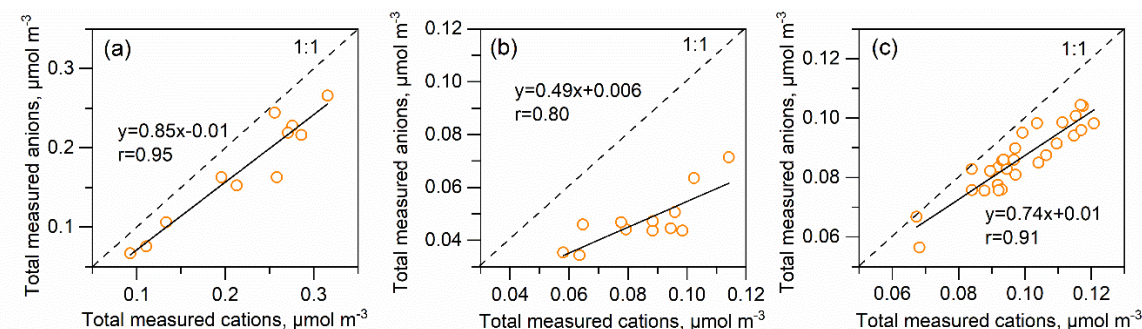 (a)
1:1
y=0.85x-0.01
r=0.95
0.3
0.2
0.1
0.1 0.2 0.3
Total measured anions, μmol m⁻³
Total measured cations, μmol m⁻³
(b)
1:1
y=0.49x+0.006
r=0.80
0.12
0.10
0.08
0.06
0.04
0.04 0.06 0.08 0.10 0.12
Total measured anions, μmol m⁻³
Total measured cations, μmol m⁻³
(c)
1:1
y=0.74x+0.01
r=0.91
0.12
0.10
0.08
0.06
0.06 0.08 0.10 0.12
Total measured anions, μmol m⁻³
Total measured cations, μmol m⁻³